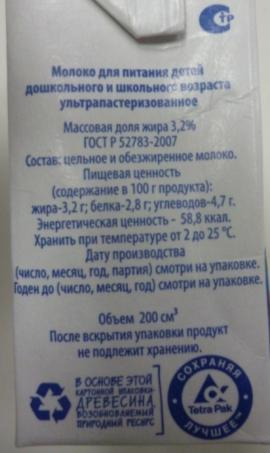 Молоко для питания детей
дошкольного и школьного возраста
ультрапастеризованное
Массовая доля жира 3,2%
ГОСТ Р 52783-2007
Состав: цельное и обезжиренное молоко.
Пищевая ценность
(содержание в 100 г продукта):
жира-3,2 г; белка-2,8 г; углеводов-4,7 г.
Энергетическая ценность - 58,8 ккал.
Хранить при температуре от 2 до 25 °С.
Дату производства
(число, месяц, год, партия) смотри на упаковке.
Годен до (число, месяц, год) смотри на упаковке.
Объем 200 см³
После вскрытия упаковки продукт
не подлежит хранению.
В ОСНОВЕ ЭТОЙ
КАРТОННОЙ УПАКОВКИ-
ДРЕВЕСИНА,
ВОЗОБНОВЛЯЕМЫЙ
ПРИРОДНЫЙ РЕСУРС
СОХРАНЯЯ
Tetra Pak
ЛУЧШЕЕ™